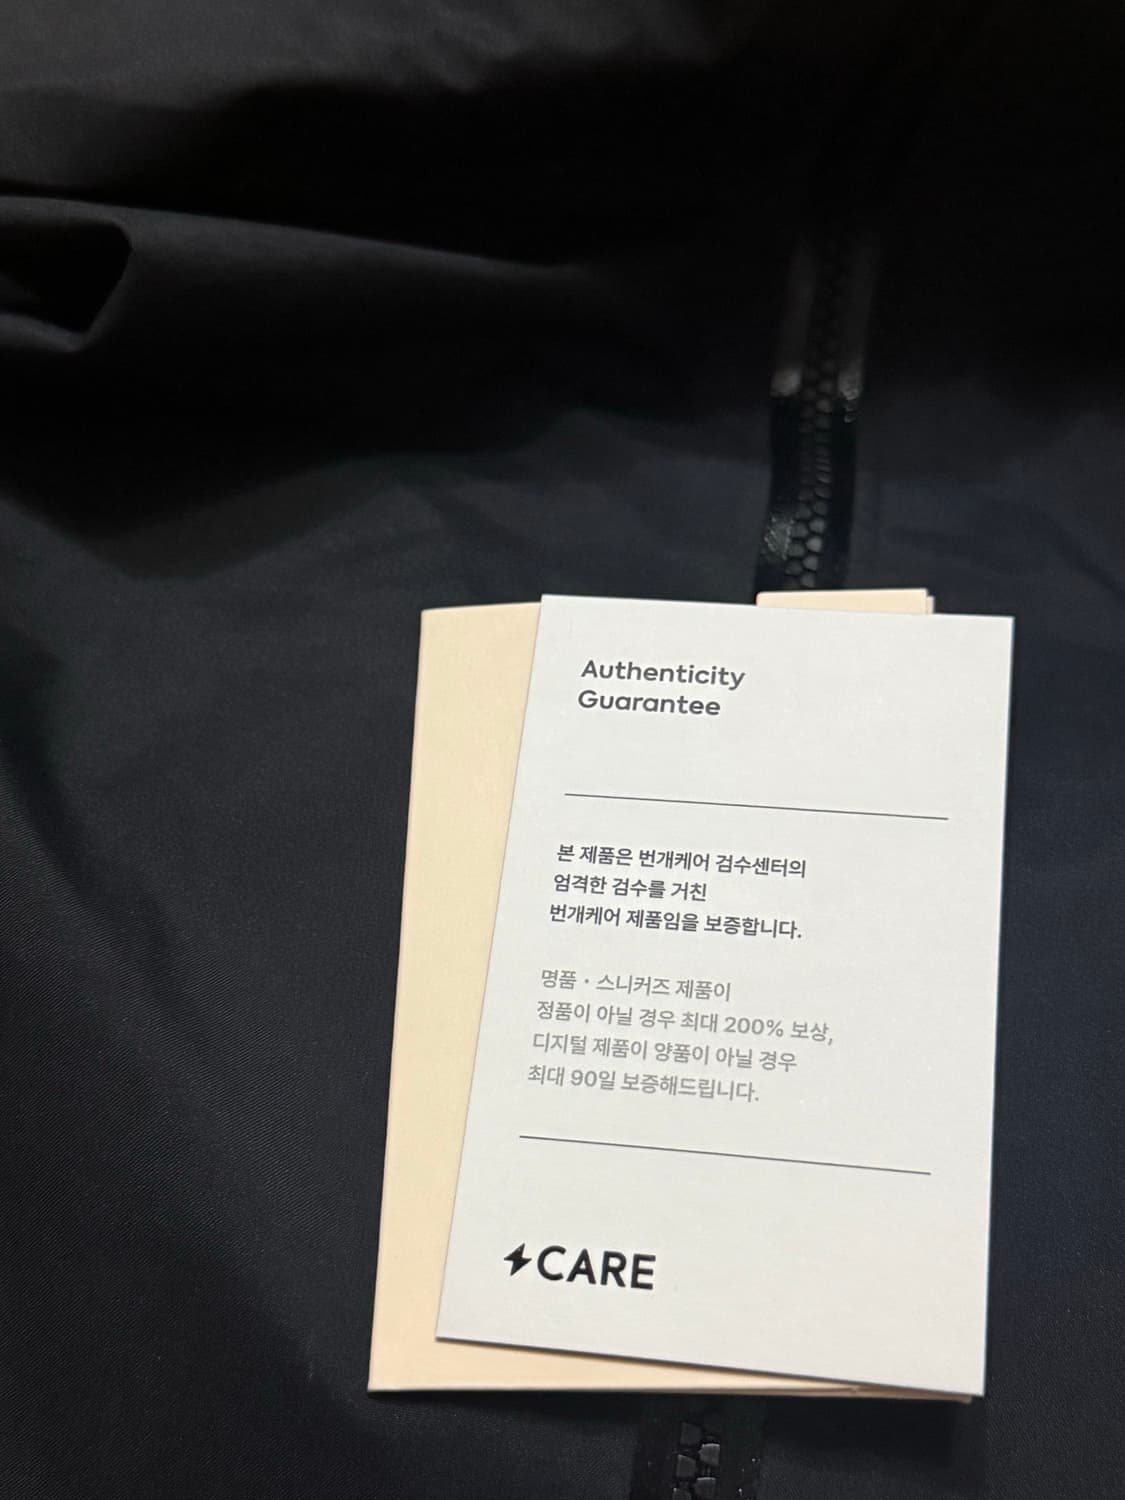 Authenticity
Guarantee
본 제품은 번개케어 검수센터의
엄격한 검수를 거친
번개케어 제품임을 보증합니다.
명품 · 스니커즈 제품이
정품이 아닐 경우 최대 200% 보상,
디지털 제품이 양품이 아닐 경우
최대 90일 보증해드립니다.
CARE